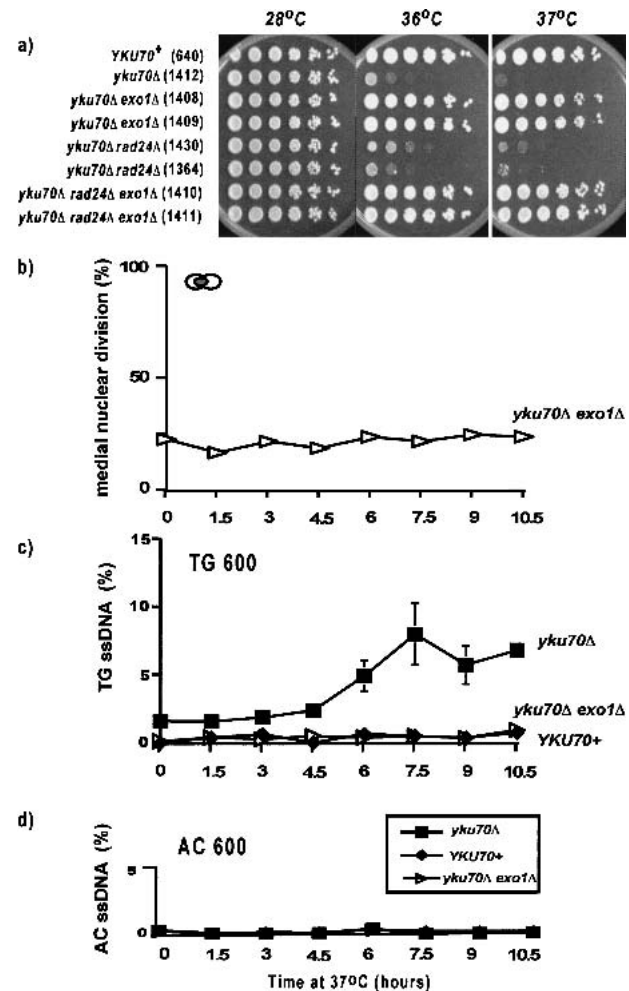 28°C 36°C 37°C
a)
YKU70+ (640)
yku70Δ (1412)
yku70Δ exo1Δ (1408)
yku70Δ exo1Δ (1409)
yku70Δ rad24Δ (1430)
yku70Δ rad24Δ (1364)
yku70Δ rad24Δ exo1Δ (1410)
yku70Δ rad24Δ exo1Δ (1411)
b)
medial nuclear division (%)
100
50
0
yku70Δ exo1Δ
0 1.5 3 4.5 6 7.5 9 10.5
c)
TG 600
TG ssDNA (%)
15
10
5
0
yku70Δ
yku70Δ exo1Δ
YKU70+
0 1.5 3 4.5 6 7.5 9 10.5
d)
AC 600
AC ssDNA (%)
5
0
yku70Δ
YKU70+
yku70Δ exo1Δ
0 1.5 3 4.5 6 7.5 9 10.5
Time at 37°C (hours)